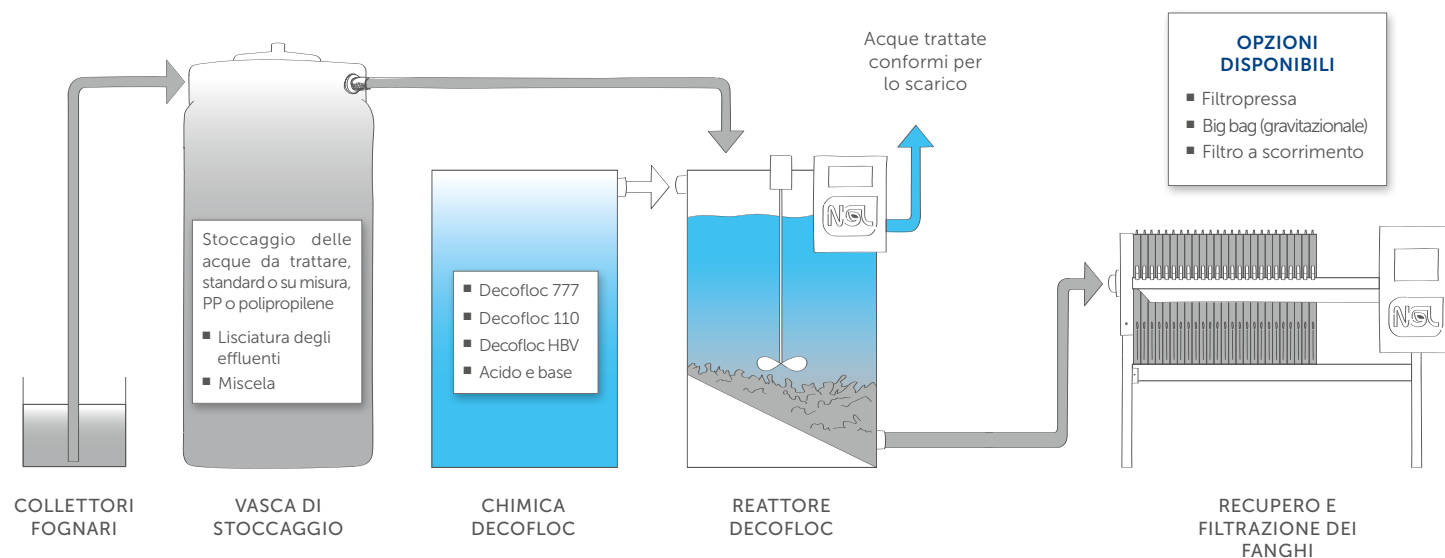 Acque trattate
conformi per
lo scarico
OPZIONI
DISPONIBILI
■ Filtropressa
■ Big bag (gravitazionale)
■ Filtro a scorrimento
Stoccaggio delle
acque da trattare,
standard o su misura,
PP o polipropilene
■ Lisciatura degli
effluenti
■ Miscela
■ Decofloc 777
■ Decofloc 110
■ Decofloc HBV
■ Acido e base
NGL
NGL
COLLETTORI
FOGNARI
VASCA DI
STOCCAGGIO
CHIMICA
DECOFLOC
REATTORE
DECOFLOC
RECUPERO E
FILTRAZIONE DEI
FANGHI